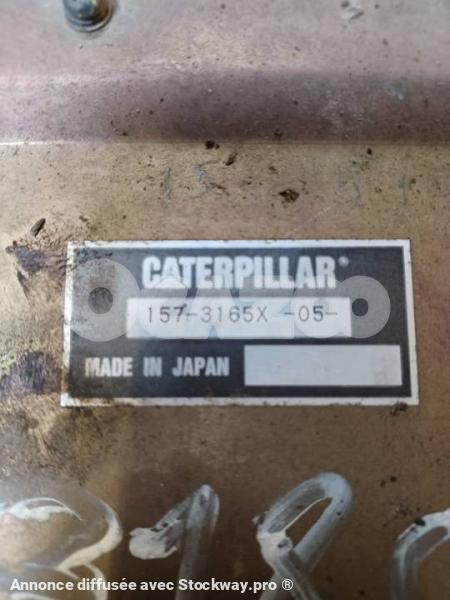 CATERPILLAR®
157-3165X -05-
MADE IN JAPAN
Annonce diffusée avec Stockway.pro ®